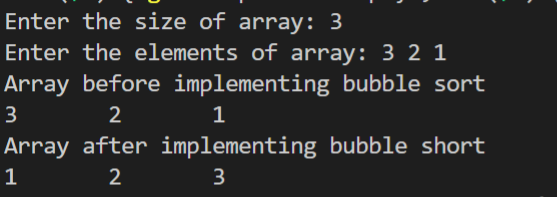 Enter the size of array: 3
Enter the elements of array: 3 2 1
Array before implementing bubble sort
3 2 1
Array after implementing bubble short
1 2 3